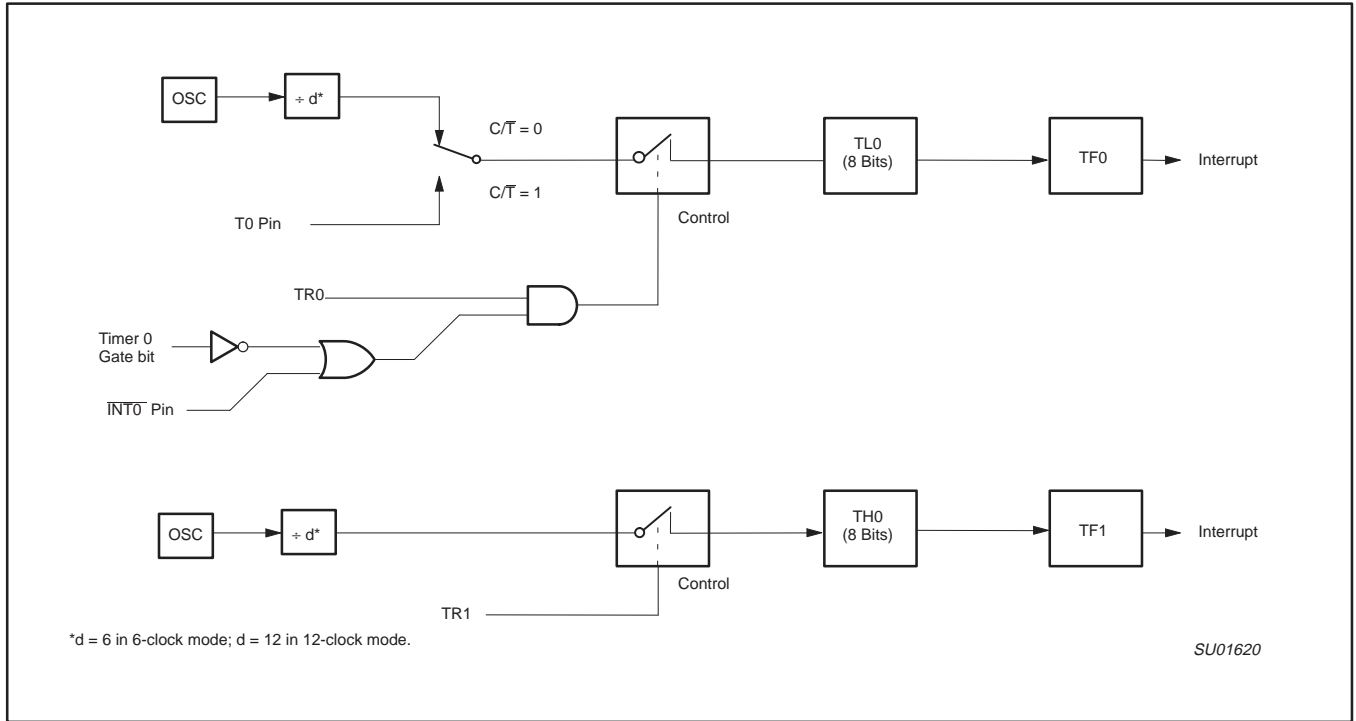 OSC
÷ d*
C/T̅ = 0
C/T̅ = 1
T0 Pin
Control
TL0
(8 Bits)
TF0
Interrupt
TR0
Timer 0
Gate bit
I̅N̅T̅0̅ Pin
OSC
÷ d*
Control
TH0
(8 Bits)
TF1
Interrupt
TR1
*d = 6 in 6-clock mode; d = 12 in 12-clock mode.
SU01620